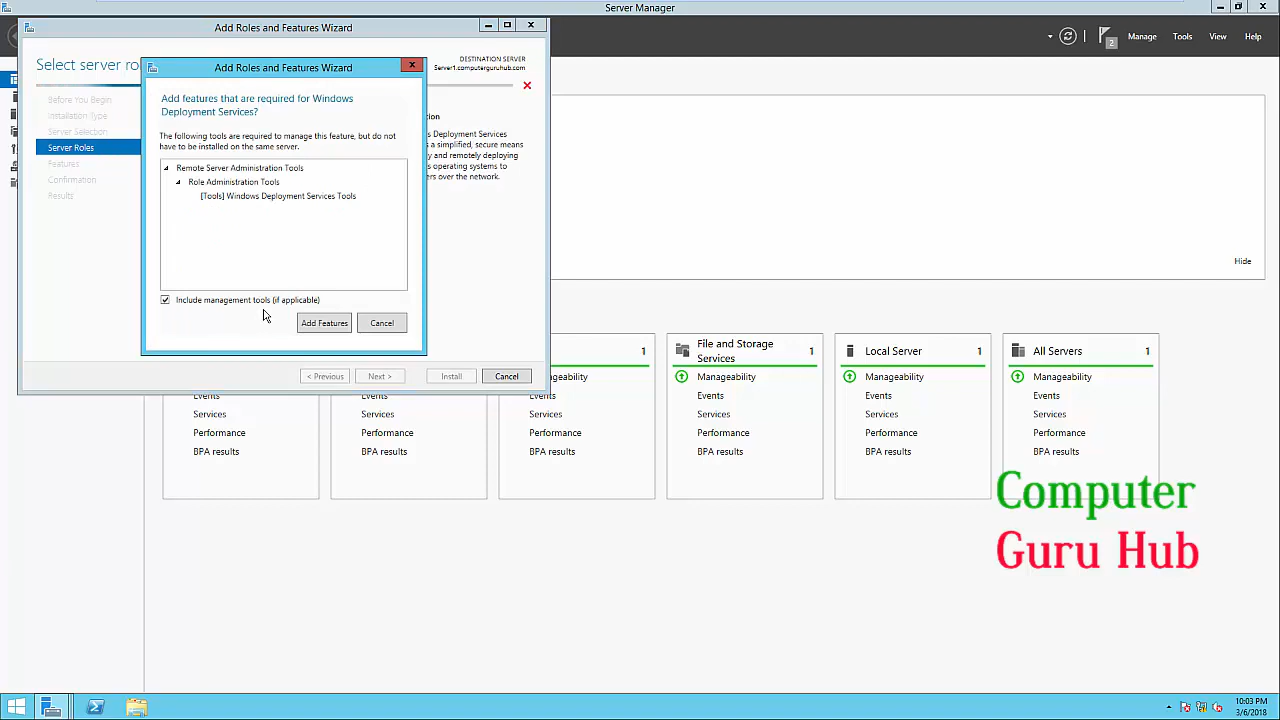 Server Manager
Add Roles and Features Wizard
2
Manage
Tools
View
Help
Select server ro
DESTINATION SERVER
Server1.computerguruhub.com
Before You Begin
Installation Type
Server Selection
Server Roles
Features
Confirmation
Results
Add Roles and Features Wizard
Add features that are required for Windows
Deployment Services?
The following tools are required to manage this feature, but do not
have to be installed on the same server.
Remote Server Administration Tools
Role Administration Tools
[Tools] Windows Deployment Services Tools
Include management tools (if applicable)
Add Features
Cancel
s Deployment Services
s a simplified, secure means
y and remotely deploying
s operating systems to
rs over the network.
< Previous
Next >
Install
Cancel
Hide
Events
Services
Performance
BPA results
Events
Services
Performance
BPA results
1
Manageability
Events
Services
Performance
BPA results
File and Storage
Services
1
Manageability
Events
Services
Performance
BPA results
Local Server
1
Manageability
Events
Services
Performance
BPA results
All Servers
1
Manageability
Events
Services
Performance
BPA results
Computer
Guru Hub
10:03 PM
3/6/2018